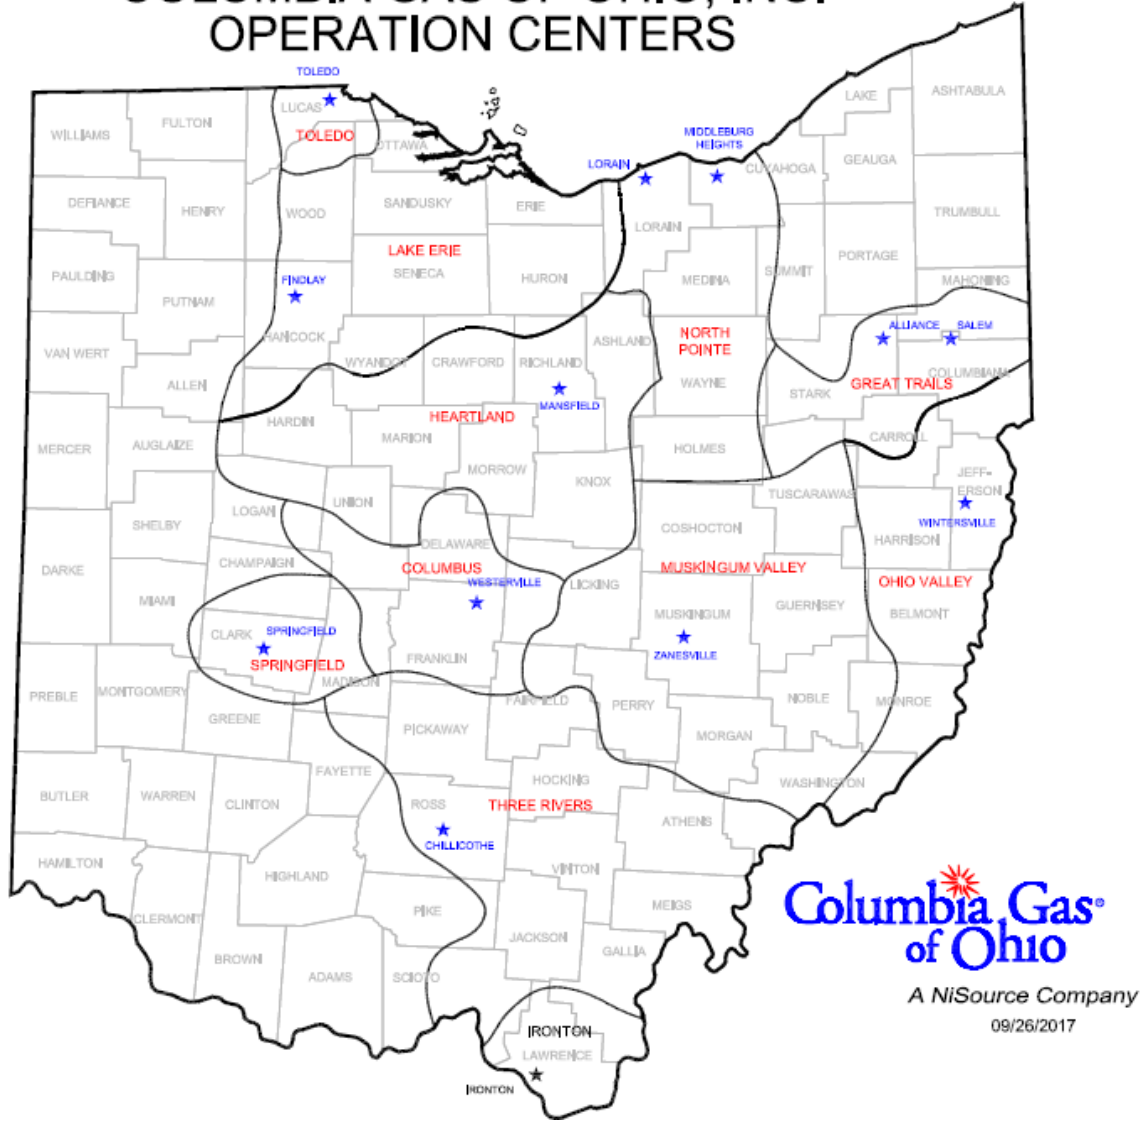 COLUMBIA GAS OF OHIO, INC.
OPERATION CENTERS
TOLEDO
LUCAS
ASHTABULA
LAKE
FULTON
WILLIAMS
TOLEDO
OTTAWA
MIDDLEBURG
HEIGHTS
LORAIN
CUYAHOGA
GEAUGA
DEFIANCE
HENRY
WOOD
SANDUSKY
ERIE
LORAIN
TRUMBULL
LAKE ERIE
SENECA
HURON
MEDINA
SUMMIT
PORTAGE
MAHONING
PAULDING
PUTNAM
FINDLAY
HANCOCK
VAN WERT
ALLEN
WYANDOT
CRAWFORD
RICHLAND
ASHLAND
NORTH
POINTE
WAYNE
ALLIANCE
SALEM
COLUMBIANA
GREAT TRAILS
STARK
MANSFIELD
HEARTLAND
HARDIN
MARION
MERCER
AUGLAIZE
MORROW
HOLMES
CARROLL
KNOX
JEFF-
ERSON
WINTERSVILLE
TUSCARAWAS
LOGAN
UNION
SHELBY
COSHOCTON
HARRISON
DELAWARE
CHAMPAIGN
COLUMBUS
WESTERVILLE
DARKE
LICKING
MUSKINGUM VALLEY
OHIO VALLEY
MIAMI
MUSKINGUM
GUERNSEY
BELMONT
CLARK
SPRINGFIELD
SPRINGFIELD
FRANKLIN
ZANESVILLE
MADISON
PREBLE
MONTGOMERY
GREENE
FAIRFIELD
PERRY
NOBLE
MONROE
PICKAWAY
MORGAN
FAYETTE
HOCKING
WASHINGTON
BUTLER
WARREN
CLINTON
ROSS
THREE RIVERS
ATHENS
CHILLICOTHE
HAMILTON
HIGHLAND
VINTON
CLERMONT
PIKE
MEIGS
JACKSON
GALLIA
BROWN
ADAMS
SCIOTO
IRONTON
LAWRENCE
IRONTON
Columbia Gas®
of Ohio
A NiSource Company
09/26/2017